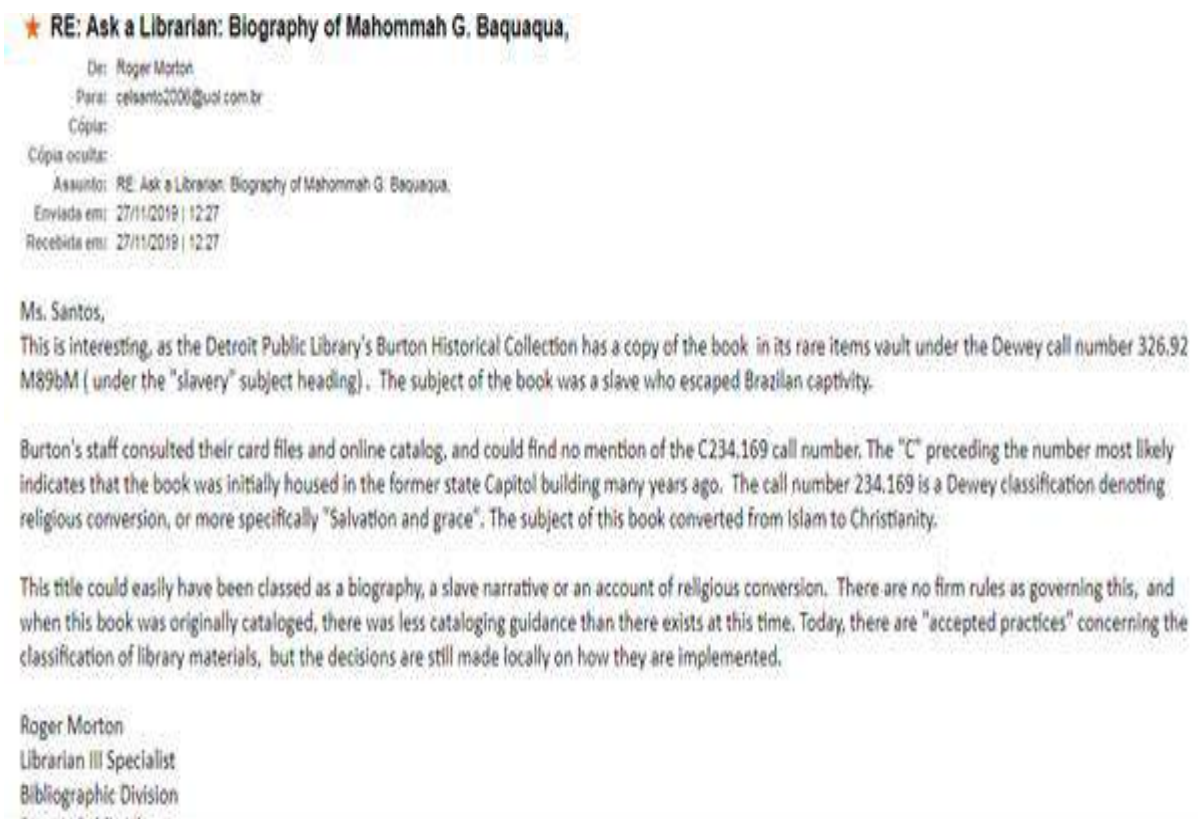 ★ RE: Ask a Librarian: Biography of Mahommah G. Baquaqua,
De: Roger Morton
Para: celsanto2006@uol.com.br
Cópia:
Cópia oculta:
Assunto: RE: Ask a Librarian: Biography of Mahommah G. Baquaqua,
Enviada em: 27/11/2019 | 12:27
Recebida em: 27/11/2019 | 12:27
Ms. Santos,
This is interesting, as the Detroit Public Library's Burton Historical Collection has a copy of the book in its rare items vault under the Dewey call number 326.92
M89bM ( under the "slavery" subject heading). The subject of the book was a slave who escaped Brazilan captivity.
Burton's staff consulted their card files and online catalog, and could find no mention of the C234.169 call number. The "C" preceding the number most likely
indicates that the book was initially housed in the former state Capitol building many years ago. The call number 234.169 is a Dewey classification denoting
religious conversion, or more specifically "Salvation and grace". The subject of this book converted from Islam to Christianity.
This title could easily have been classed as a biography, a slave narrative or an account of religious conversion. There are no firm rules as governing this, and
when this book was originally cataloged, there was less cataloging guidance than there exists at this time. Today, there are "accepted practices" concerning the
classification of library materials, but the decisions are still made locally on how they are implemented.
Roger Morton
Librarian III Specialist
Bibliographic Division